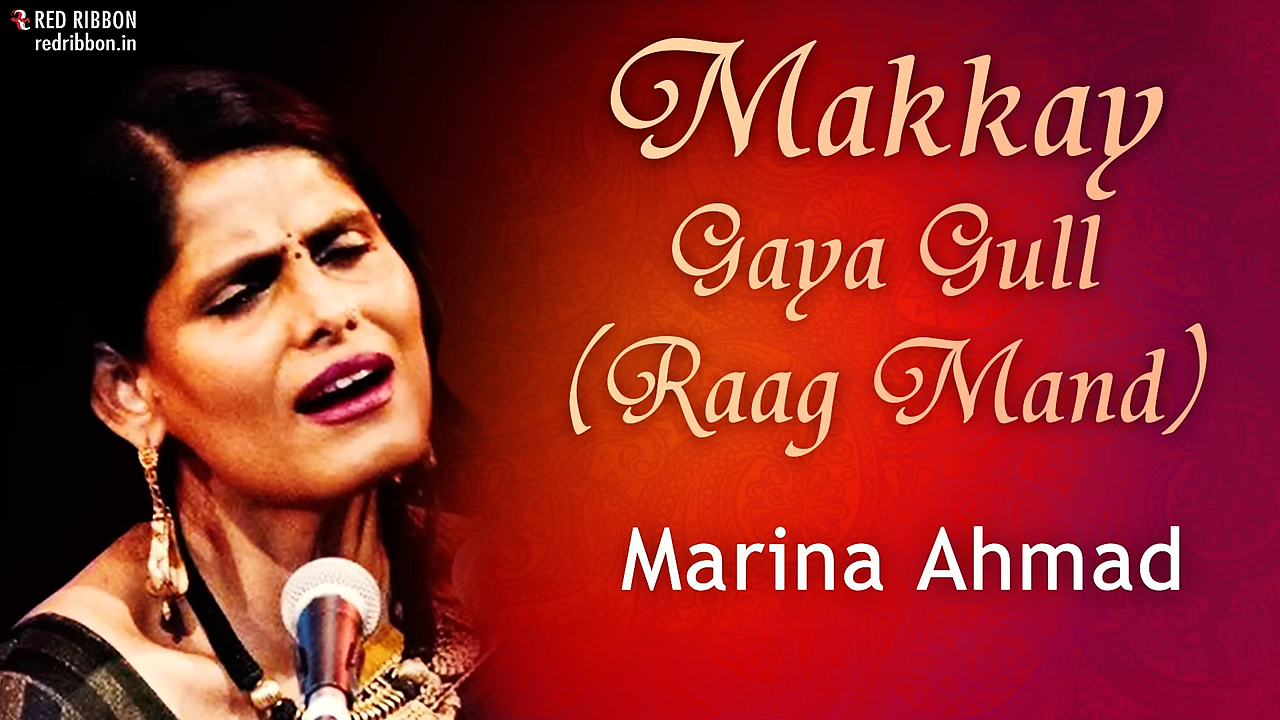 RED RIBBON
redribbon.in
Makkay
Gaya Gull
(Raag Mand)
Marina Ahmad